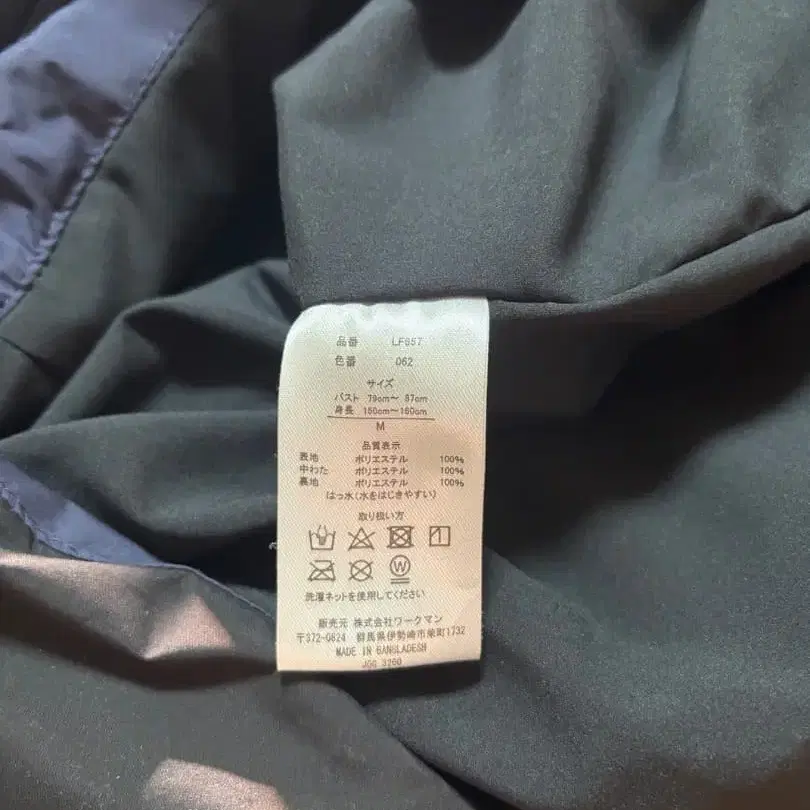 品番 LF657
色番 062
サイズ
バスト 79cm～ 87cm
身長 150cm～160cm
M
品質表示
表地 ポリエステル 100%
中わた ポリエステル 100%
裏地 ポリエステル 100%
はっ水(水をはじきやすい)
取り扱い方
W
洗濯ネットを使用してください
販売元 株式会社ワークマン
〒372-0824 群馬県伊勢崎市柴町1732
MADE IN BANGLADESH
JGG 3260